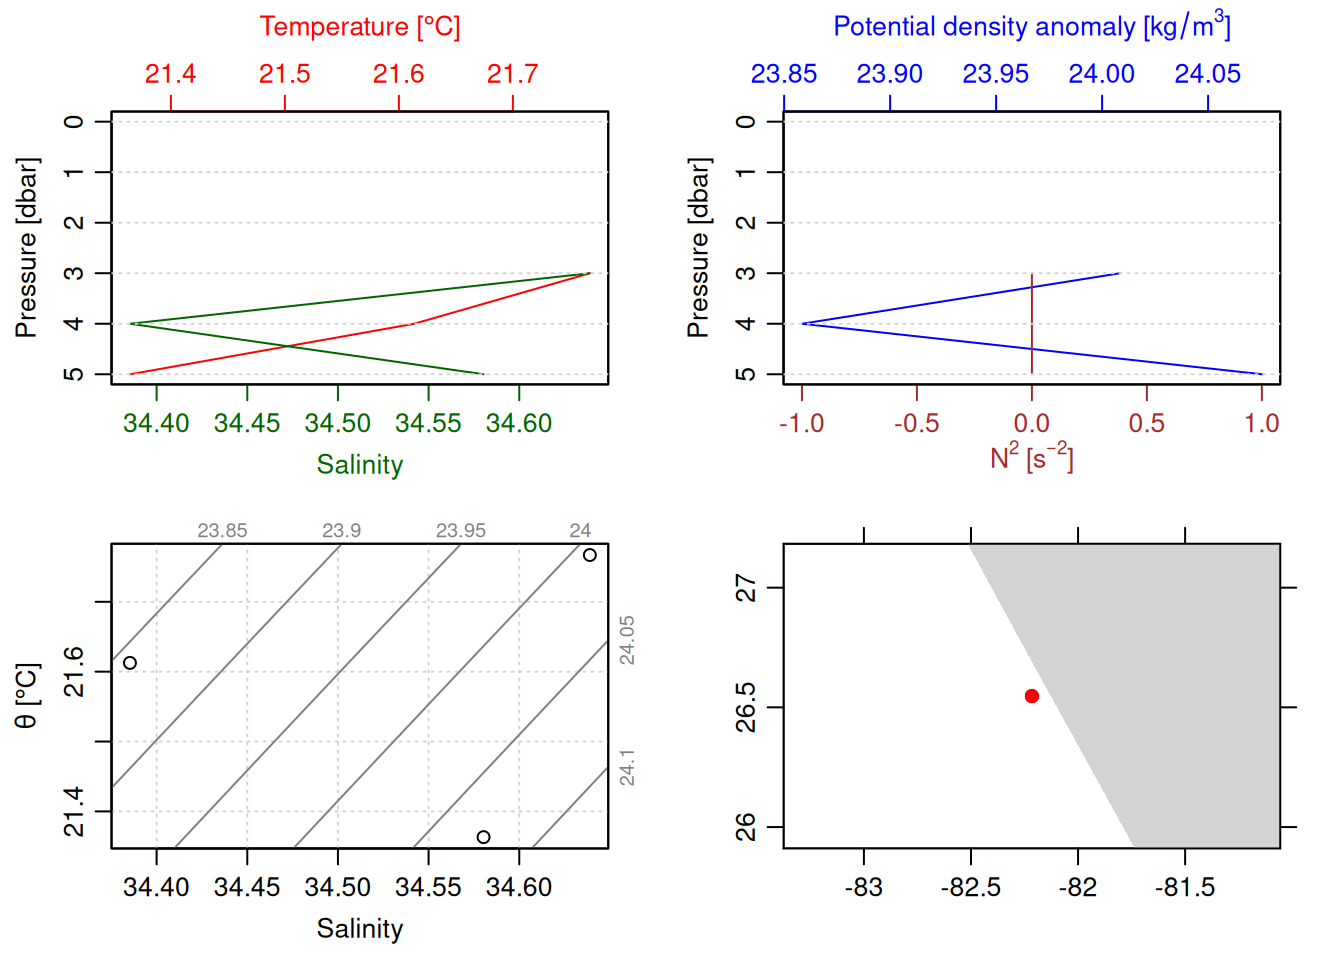 Temperature [°C]
21.4 21.5 21.6 21.7
Pressure [dbar]
0
1
2
3
4
5
34.40 34.45 34.50 34.55 34.60
Salinity
Potential density anomaly [kg/m³]
23.85 23.90 23.95 24.00 24.05
Pressure [dbar]
0
1
2
3
4
5
-1.0 -0.5 0.0 0.5 1.0
N² [s⁻²]
23.85 23.9 23.95 24
24.05
24.1
θ [°C]
21.6
21.4
34.40 34.45 34.50 34.55 34.60
Salinity
27
26.5
26
-83 -82.5 -82 -81.5